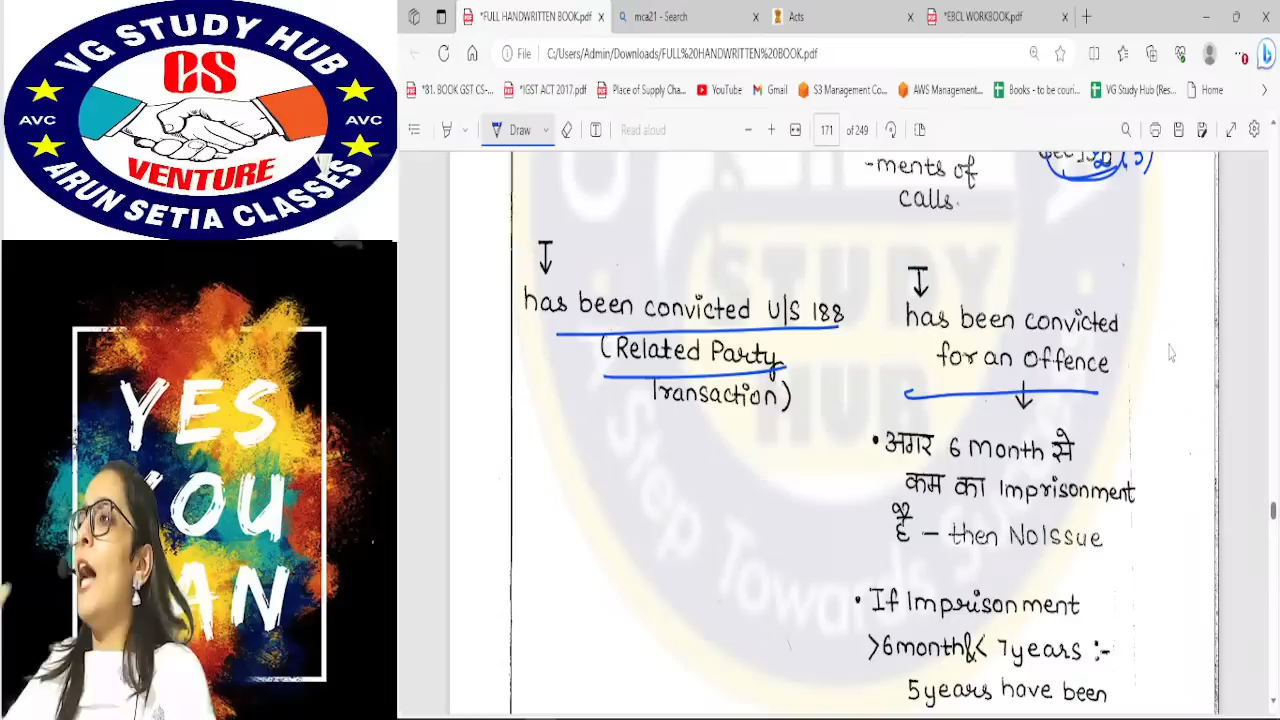 VG STUDY HUB
CS
AVC
AVC
VENTURE
ARUN SETIA CLASSES
YES
YOU
CAN
*FULL HANDWRITTEN BOOK.pdf
mca21 - Search
Acts
*EBCL WORKBOOK.pdf
File
C:/Users/Admin/Downloads/FULL%20HANDWRITTEN%20BOOK.pdf
*81. BOOK GST CS-...
*IGST ACT 2017.pdf
Place of Supply Cha...
YouTube
Gmail
S3 Management Co...
AWS Management...
Books - to be couri...
VG Study Hub (Res...
Home
Draw
Read aloud
171
of 249
-ments of
calls.
has been convicted U/S 188
(Related Party
Transaction)
has been convicted
for an Offence
• अगर 6 Month से
कम का Imprisonment
है – then No Issue
• If Imprisonment
>6month & < 7years :-
5years have been
STUDY
HUB